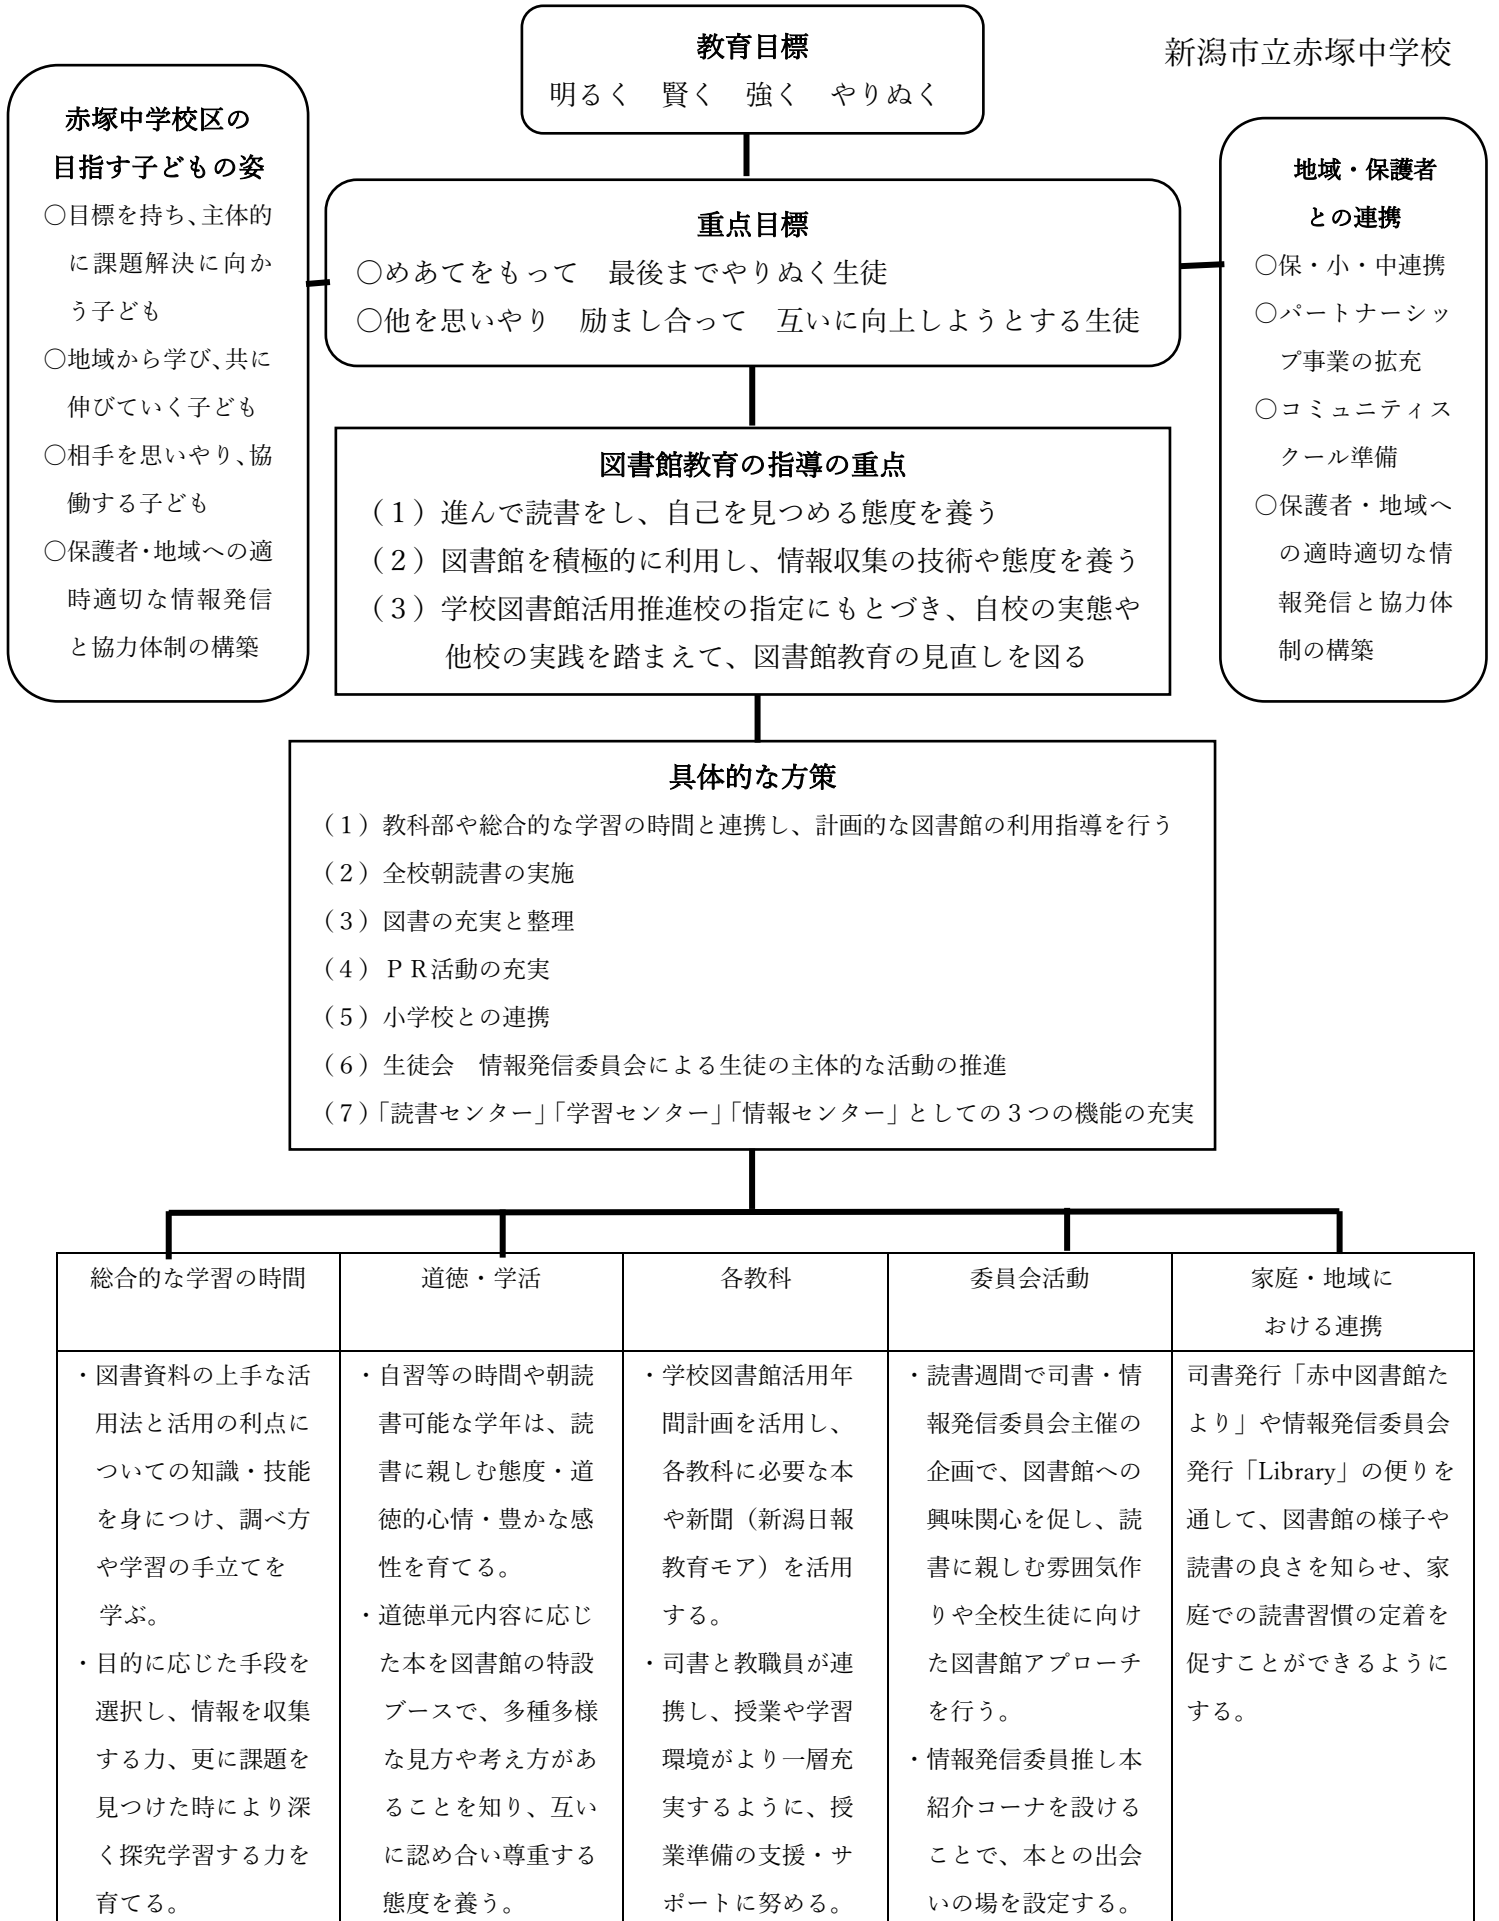 新潟市立赤塚中学校
教育目標
明るく　賢く　強く　やりぬく
赤塚中学校区の
目指す子どもの姿
〇目標を持ち、主体的
に課題解決に向か
う子ども
〇地域から学び、共に
伸びていく子ども
〇相手を思いやり、協
働する子ども
〇保護者・地域への適
時適切な情報発信
と協力体制の構築
重点目標
〇めあてをもって　最後までやりぬく生徒
〇他を思いやり　励まし合って　互いに向上しようとする生徒
地域・保護者
との連携
〇保・小・中連携
〇パートナーシッ
プ事業の拡充
〇コミュニティス
クール準備
〇保護者・地域へ
の適時適切な情
報発信と協力体
制の構築
図書館教育の指導の重点
（１）進んで読書をし、自己を見つめる態度を養う
（２）図書館を積極的に利用し、情報収集の技術や態度を養う
（３）学校図書館活用推進校の指定にもとづき、自校の実態や
他校の実践を踏まえて、図書館教育の見直しを図る
具体的な方策
（１）教科部や総合的な学習の時間と連携し、計画的な図書館の利用指導を行う
（２）全校朝読書の実施
（３）図書の充実と整理
（４）ＰＲ活動の充実
（５）小学校との連携
（６）生徒会　情報発信委員会による生徒の主体的な活動の推進
（７）「読書センター」「学習センター」「情報センター」としての３つの機能の充実
総合的な学習の時間
・図書資料の上手な活
用法と活用の利点に
ついての知識・技能
を身につけ、調べ方
や学習の手立てを
学ぶ。
・目的に応じた手段を
選択し、情報を収集
する力、更に課題を
見つけた時により深
く探究学習する力を
育てる。
道徳・学活
・自習等の時間や朝読
書可能な学年は、読
書に親しむ態度・道
徳的心情・豊かな感
性を育てる。
・道徳単元内容に応じ
た本を図書館の特設
ブースで、多種多様
な見方や考え方があ
ることを知り、互い
に認め合い尊重する
態度を養う。
各教科
・学校図書館活用年
間計画を活用し、
各教科に必要な本
や新聞（新潟日報
教育モア）を活用
する。
・司書と教職員が連
携し、授業や学習
環境がより一層充
実するように、授
業準備の支援・サ
ポートに努める。
委員会活動
・読書週間で司書・情
報発信委員会主催の
企画で、図書館への
興味関心を促し、読
書に親しむ雰囲気作
りや全校生徒に向け
た図書館アプローチ
を行う。
・情報発信委員推し本
紹介コーナを設ける
ことで、本との出会
いの場を設定する。
家庭・地域に
おける連携
司書発行「赤中図書館た
より」や情報発信委員会
発行「Library」の便りを
通して、図書館の様子や
読書の良さを知らせ、家
庭での読書習慣の定着を
促すことができるように
する。